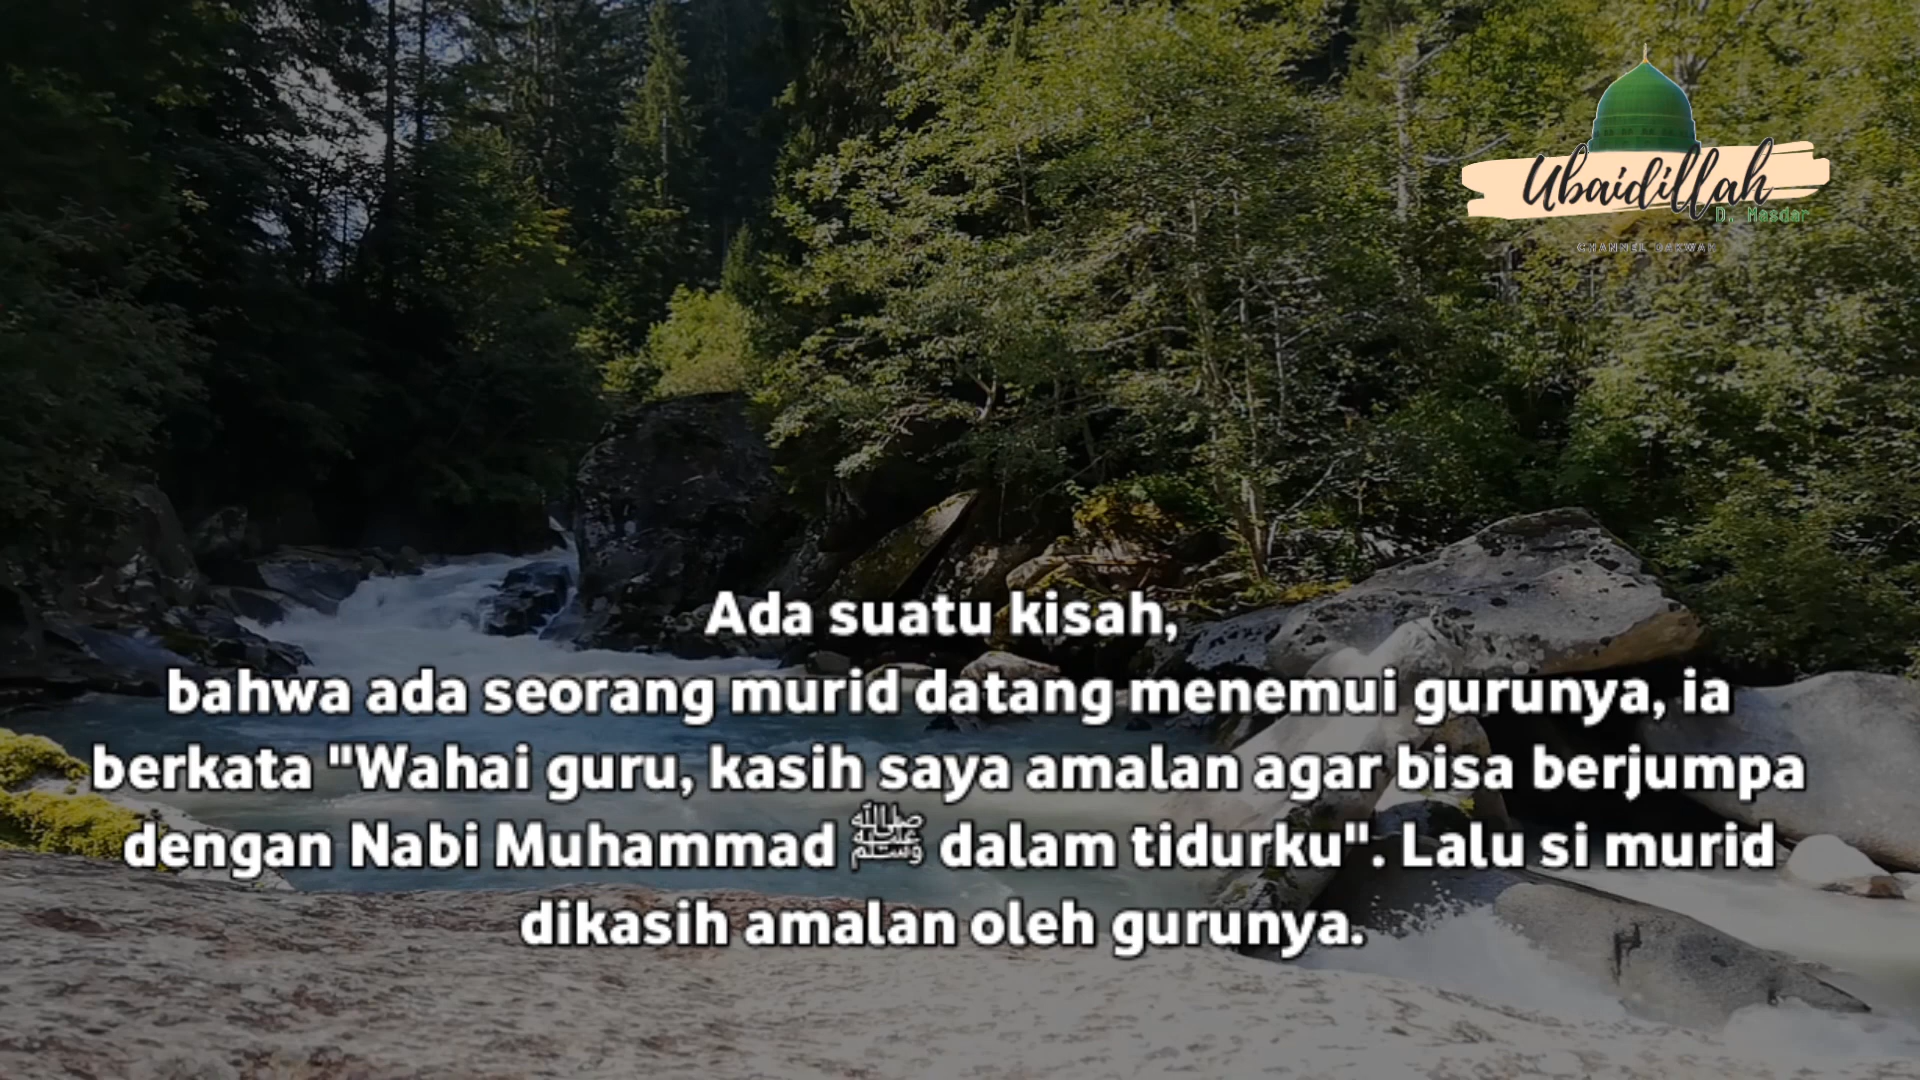 Ubaidillah
D. Masdar
CHANNEL DAKWAH
Ada suatu kisah,
bahwa ada seorang murid datang menemui gurunya, ia
berkata "Wahai guru, kasih saya amalan agar bisa berjumpa
dengan Nabi Muhammad ﷺ dalam tidurku". Lalu si murid
dikasih amalan oleh gurunya.